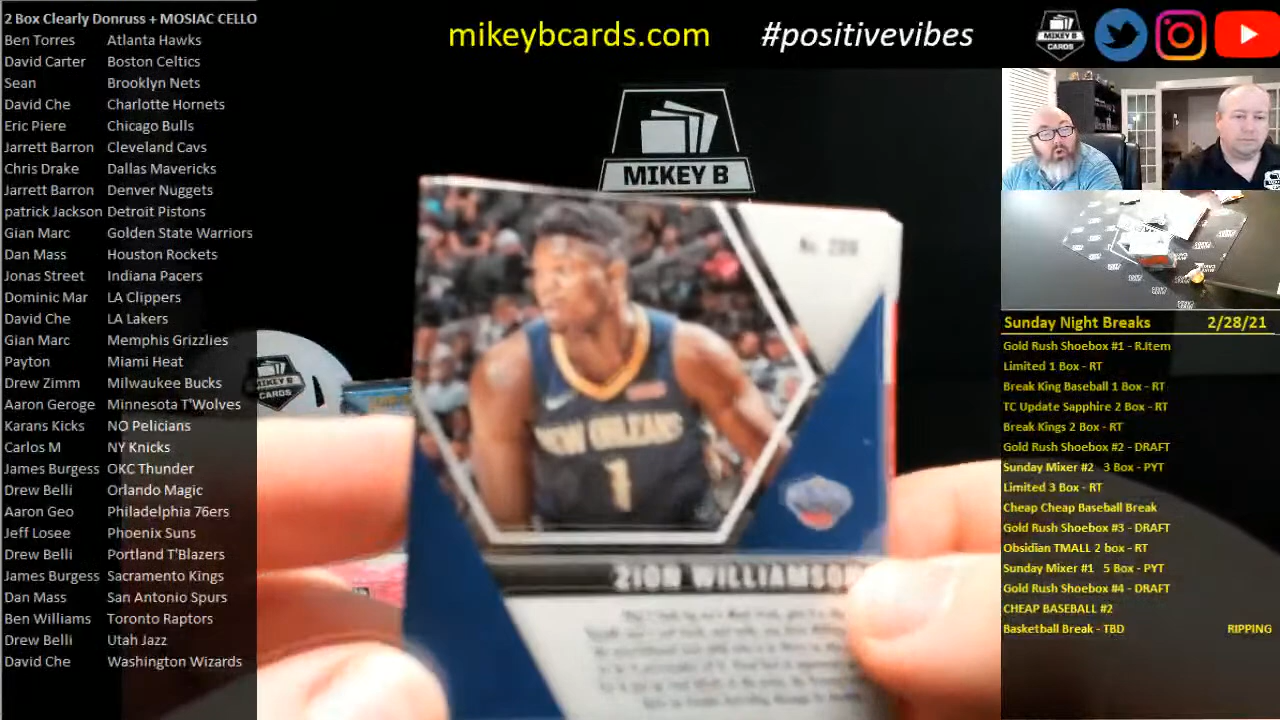 2 Box Clearly Donruss + MOSIAC CELLO
Ben Torres Atlanta Hawks
David Carter Boston Celtics
Sean Brooklyn Nets
David Che Charlotte Hornets
Eric Piere Chicago Bulls
Jarrett Barron Cleveland Cavs
Chris Drake Dallas Mavericks
Jarrett Barron Denver Nuggets
patrick Jackson Detroit Pistons
Gian Marc Golden State Warriors
Dan Mass Houston Rockets
Jonas Street Indiana Pacers
Dominic Mar LA Clippers
David Che LA Lakers
Gian Marc Memphis Grizzlies
Payton Miami Heat
Drew Zimm Milwaukee Bucks
Aaron Geroge Minnesota T'Wolves
Karans Kicks NO Pelicians
Carlos M NY Knicks
James Burgess OKC Thunder
Drew Belli Orlando Magic
Aaron Geo Philadelphia 76ers
Jeff Losee Phoenix Suns
Drew Belli Portland T'Blazers
James Burgess Sacramento Kings
Dan Mass San Antonio Spurs
Ben Williams Toronto Raptors
Drew Belli Utah Jazz
David Che Washington Wizards
mikeybcards.com #positivevibes
MIKEY B
CARDS
MIKEY B
MIKEY B
CARDS
NEW ORLEANS
1
ZION WILLIAMSON
Sunday Night Breaks 2/28/21
Gold Rush Shoebox #1 - R.Item
Limited 1 Box - RT
Break King Baseball 1 Box - RT
TC Update Sapphire 2 Box - RT
Break Kings 2 Box - RT
Gold Rush Shoebox #2 - DRAFT
Sunday Mixer #2 3 Box - PYT
Limited 3 Box - RT
Cheap Cheap Baseball Break
Gold Rush Shoebox #3 - DRAFT
Obsidian TMALL 2 box - RT
Sunday Mixer #1 5 Box - PYT
Gold Rush Shoebox #4 - DRAFT
CHEAP BASEBALL #2
Basketball Break - TBD RIPPING